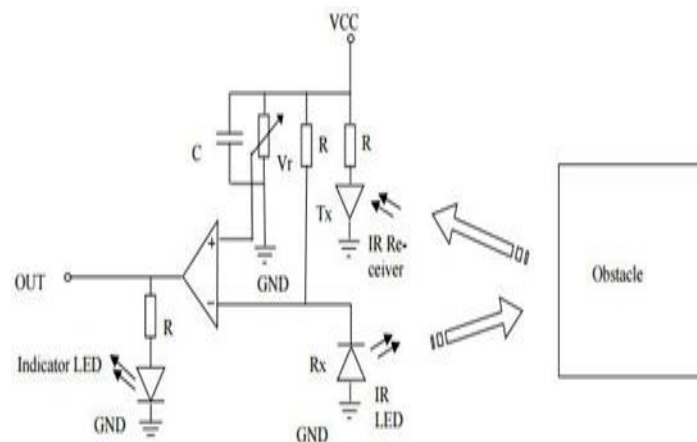 VCC
C
Vr
R
R
Tx
IR Re-
ceiver
+
GND
OUT
-
Obstacle
R
Indicator LED
Rx
IR
LED
GND
GND